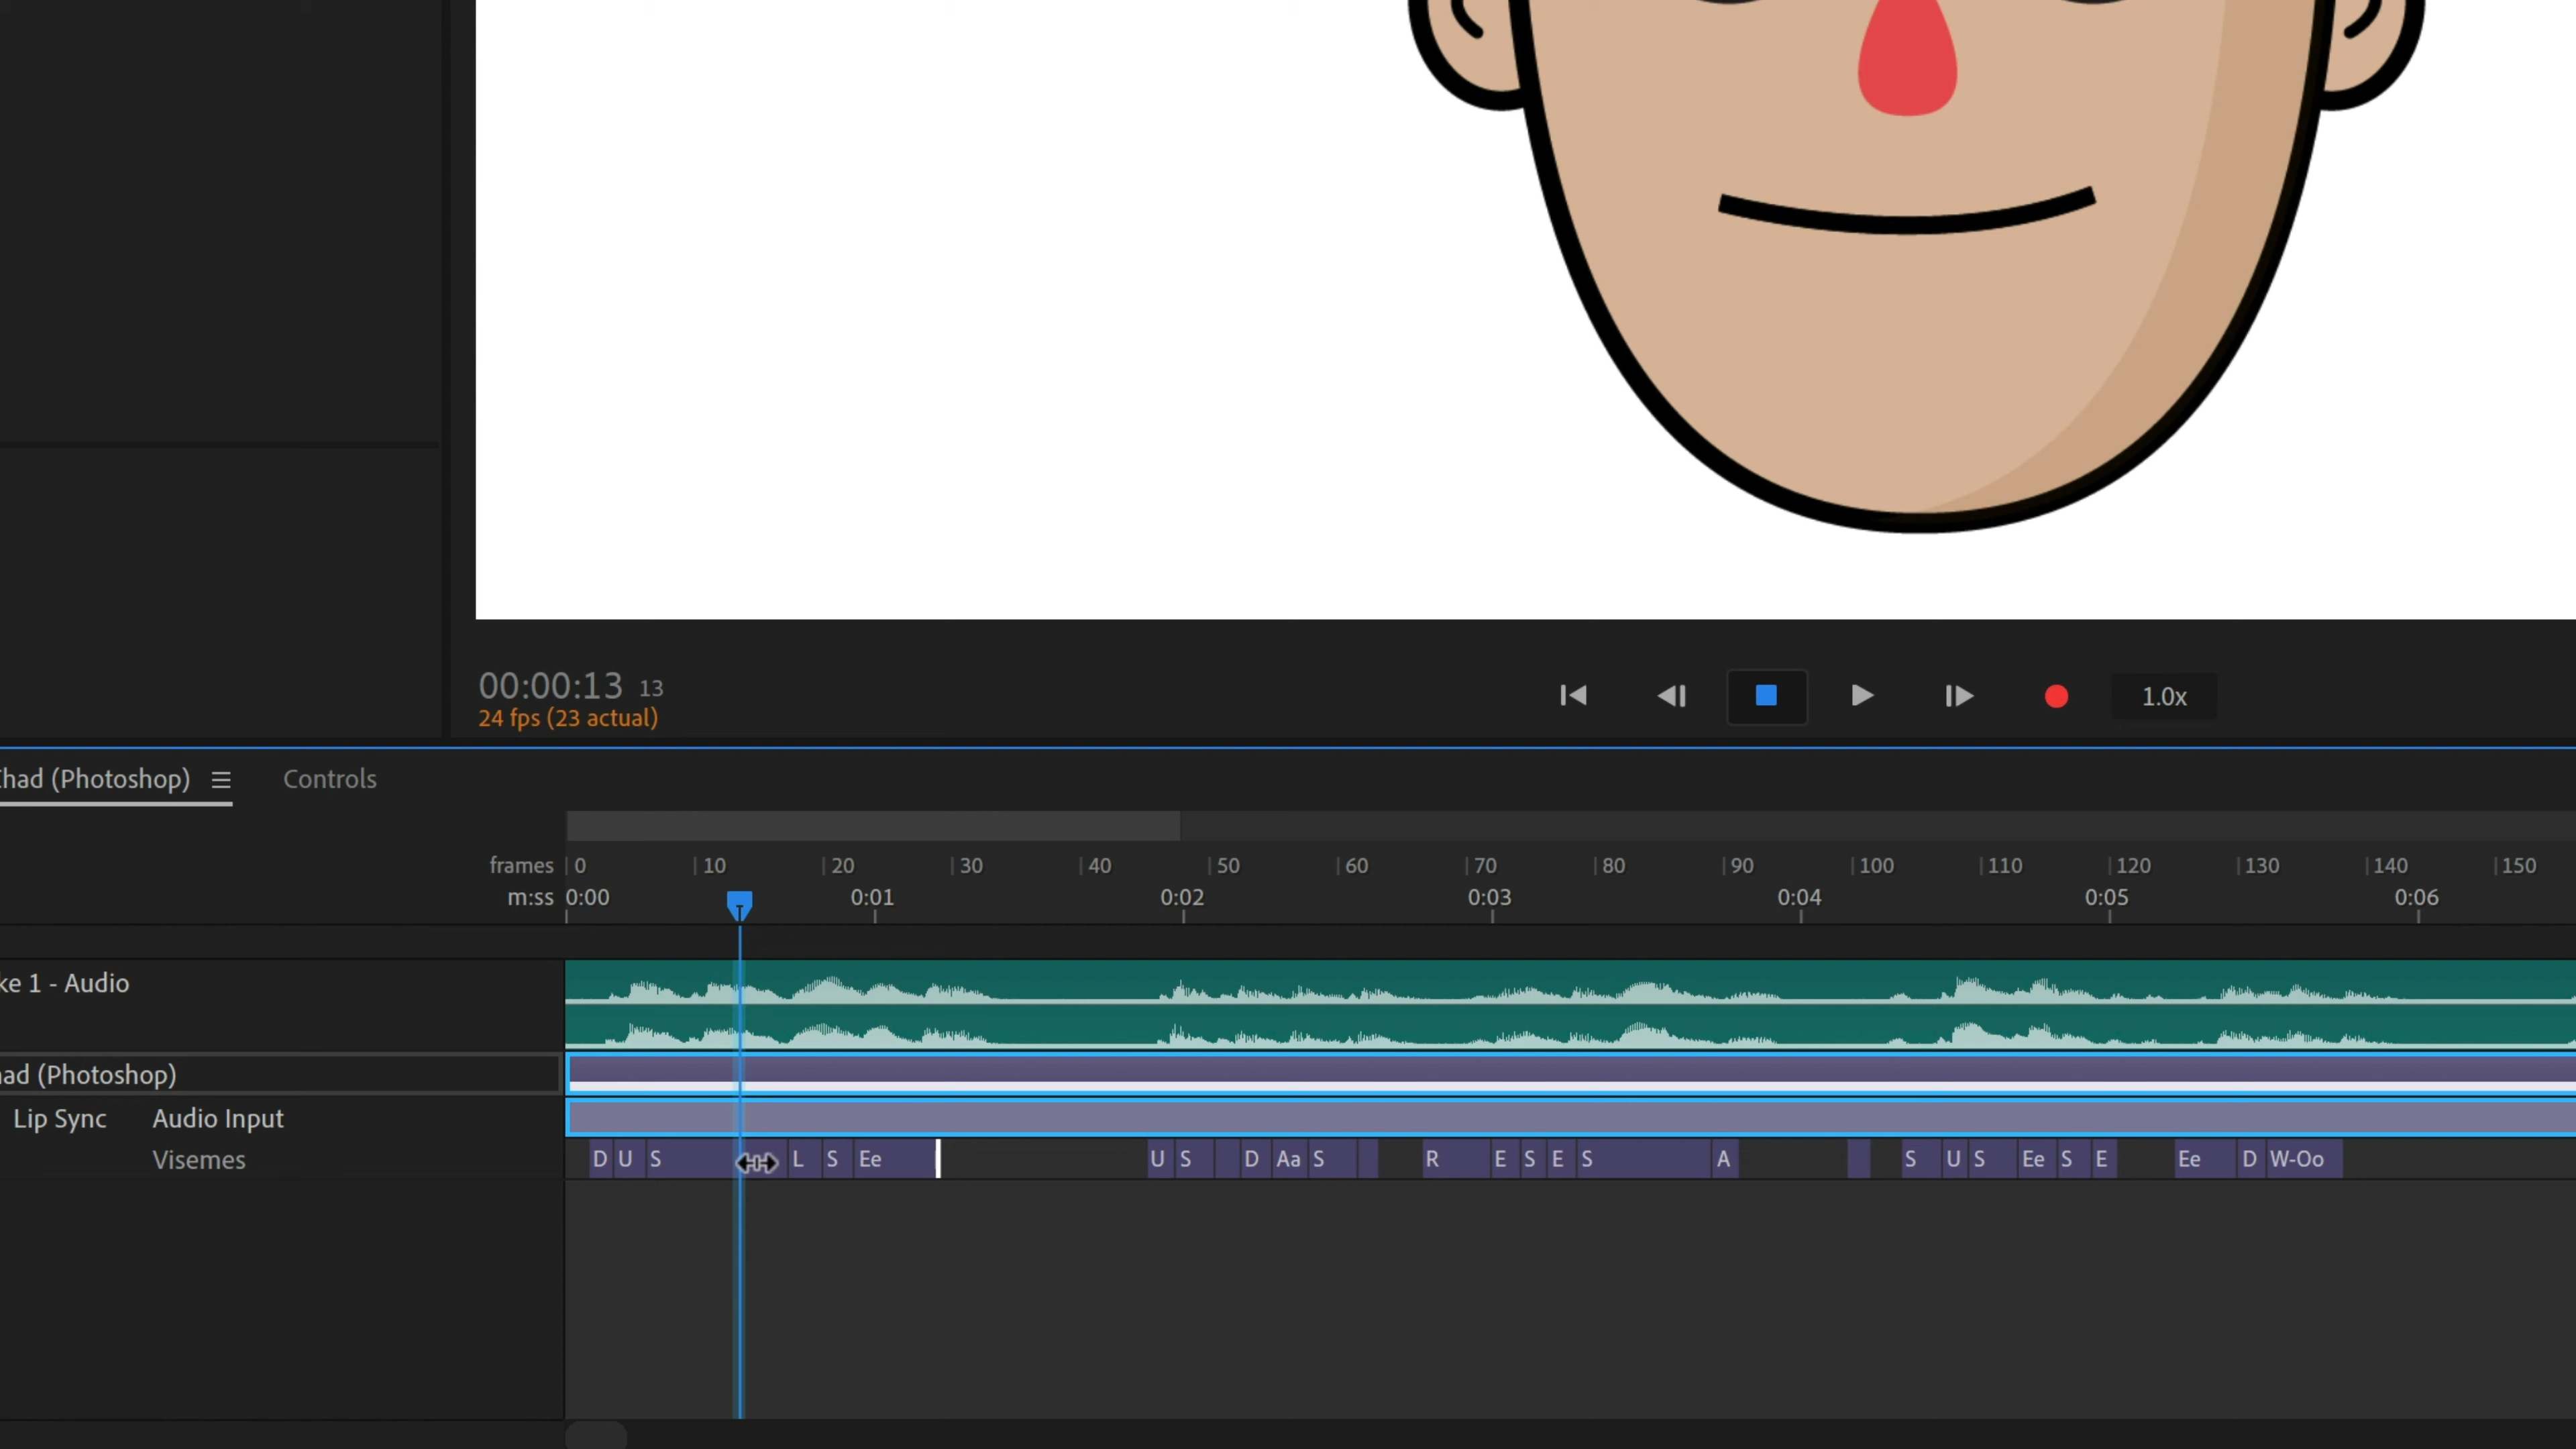 00:00:13 13
24 fps (23 actual)
1.0x
Chad (Photoshop) Controls
frames 0 10 20 30 40 50 60 70 80 90 100 110 120 130 140 150
m:ss 0:00 0:01 0:02 0:03 0:04 0:05 0:06
ke 1 - Audio
ad (Photoshop)
Lip Sync Audio Input
Visemes D U S L S Ee U S D Aa S R E S E S A S U S Ee S E Ee D W-Oo